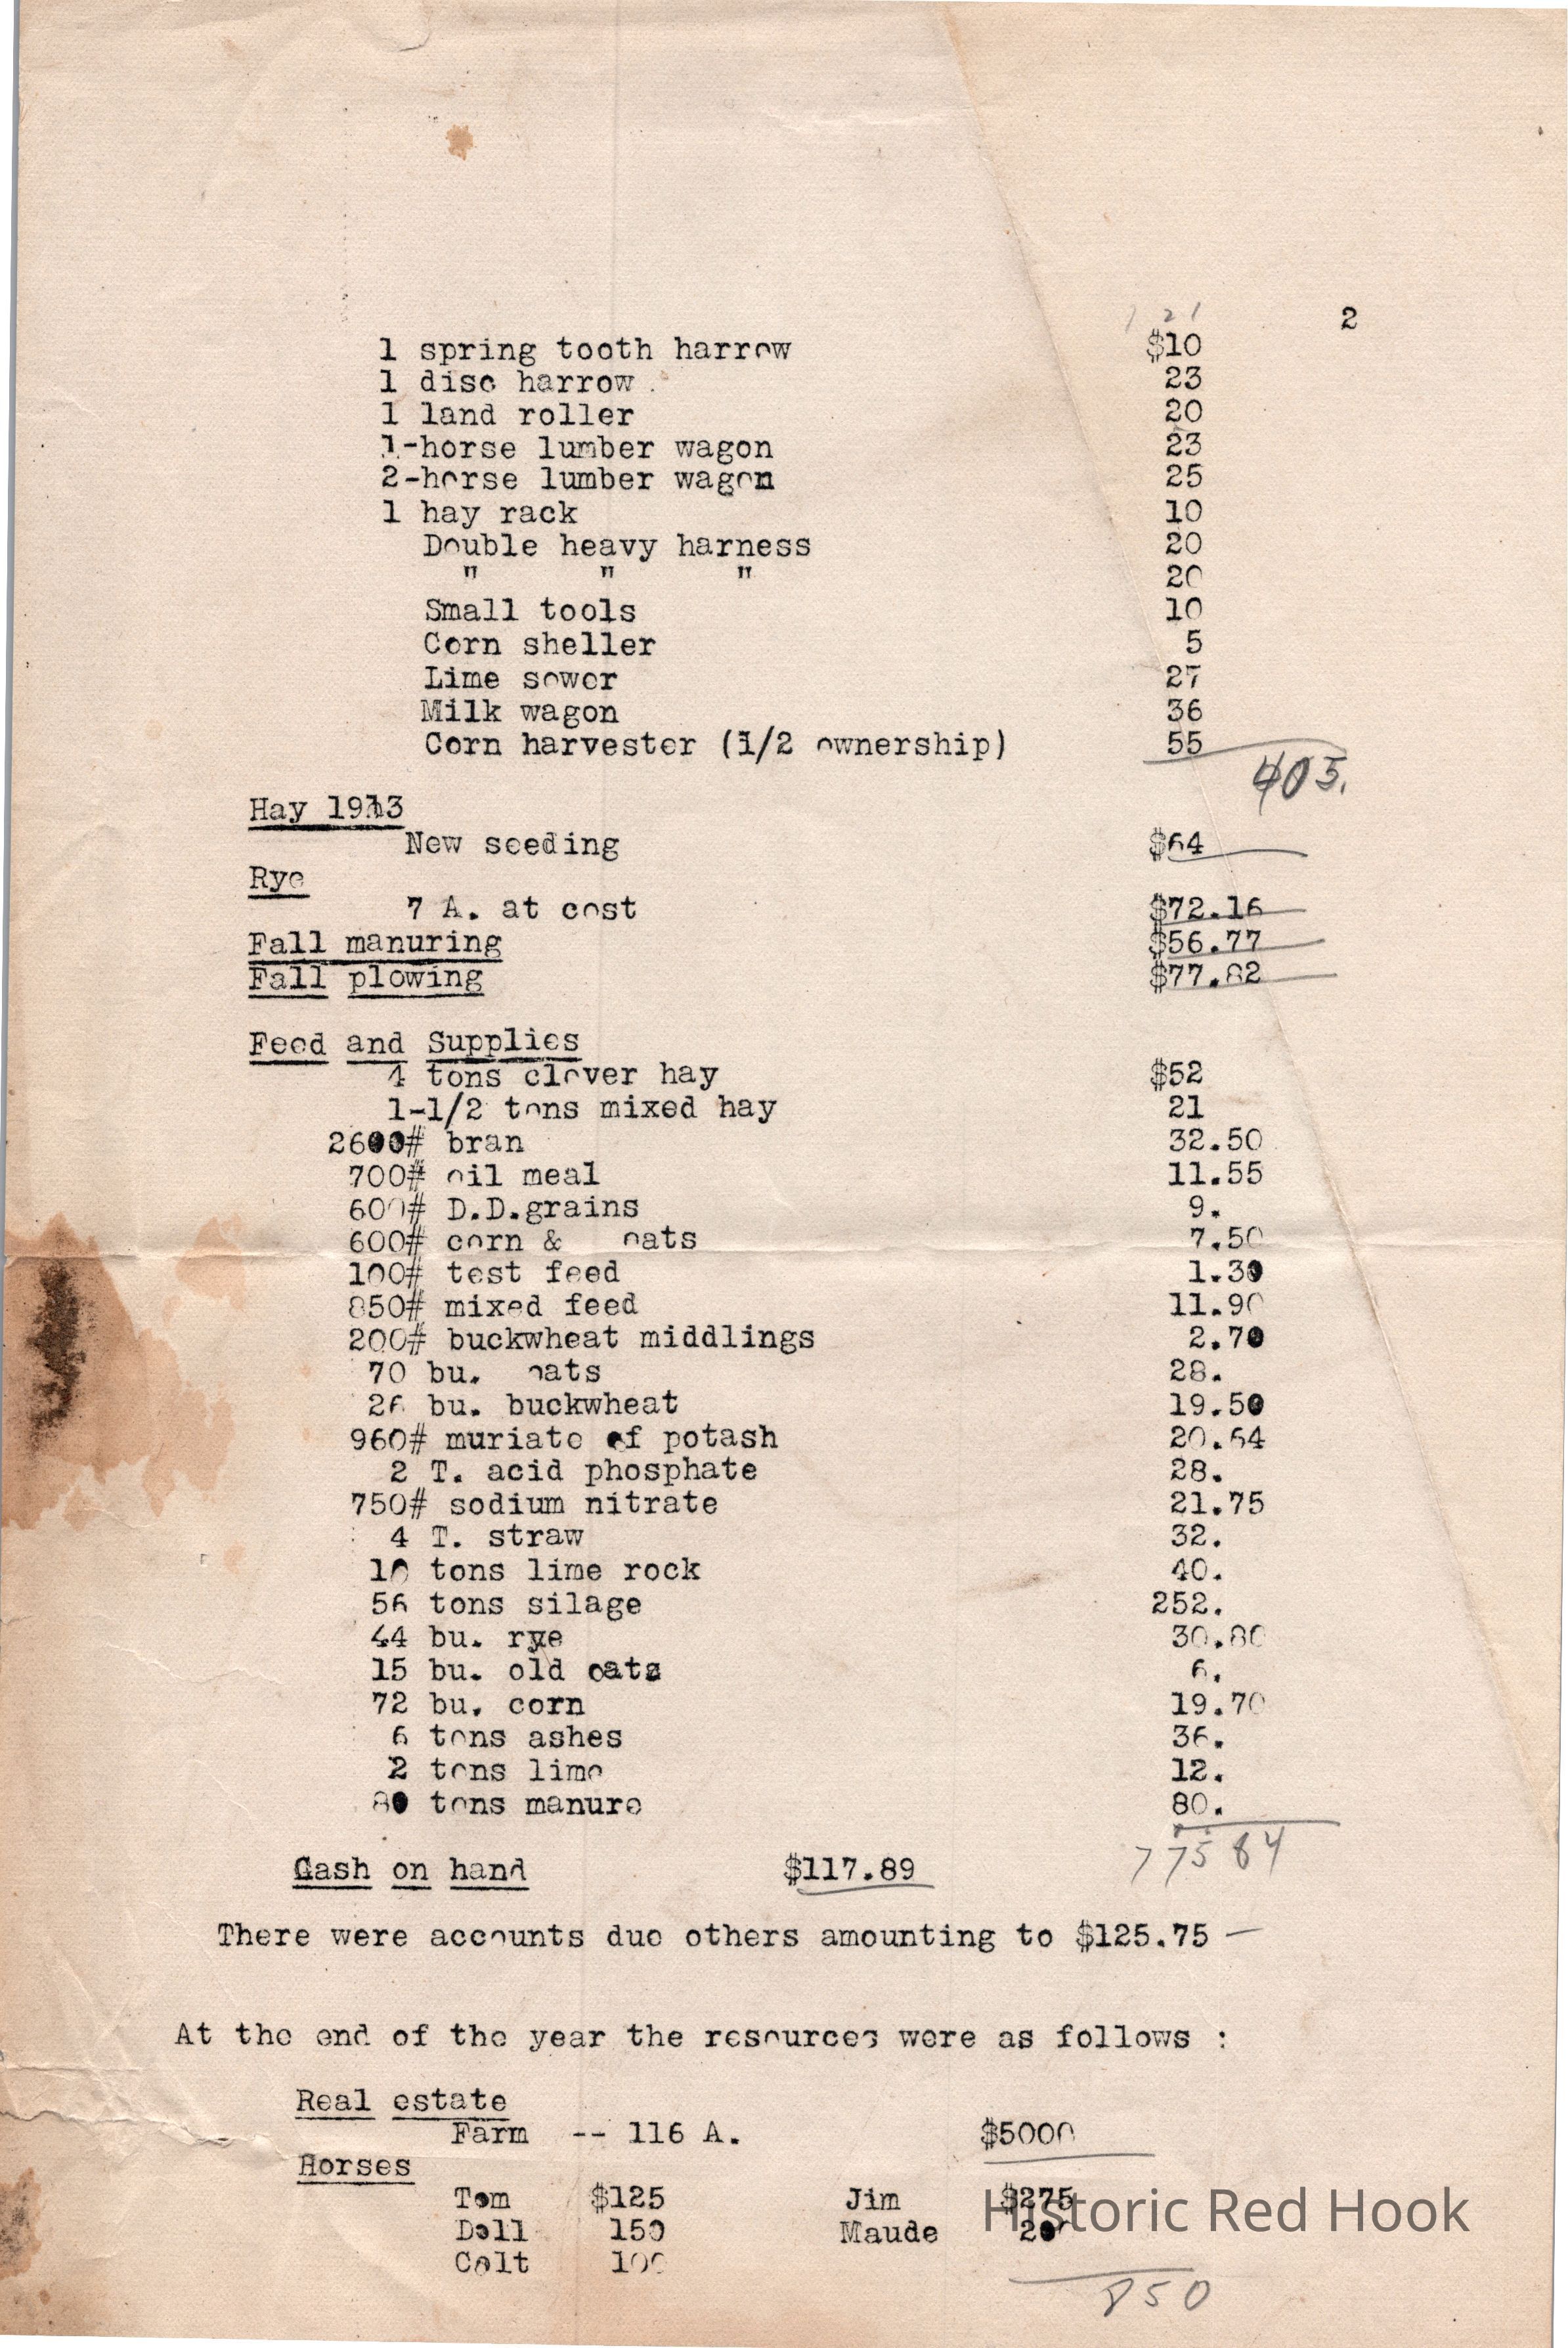 1 2 1
2
1 spring tooth harrow $10
1 disc harrow . 23
1 land roller 20
1-horse lumber wagon 23
2-horse lumber wagon 25
1 hay rack 10
Double heavy harness 20
" " " 20
Small tools 10
Corn sheller 5
Lime sower 27
Milk wagon 36
Corn harvester (1/2 ownership) 55
405.
Hay 1913
New seeding $64
Rye
7 A. at cost $72.16
Fall manuring $56.77
Fall plowing $77.82
Feed and Supplies
4 tons clover hay $52
1-1/2 tons mixed hay 21
2600# bran 32.50
700# oil meal 11.55
600# D.D.grains 9.
600# corn & oats 7.50
100# test feed 1.30
850# mixed feed 11.90
200# buckwheat middlings 2.70
70 bu. oats 28.
26 bu. buckwheat 19.50
960# muriate of potash 20.64
2 T. acid phosphate 28.
750# sodium nitrate 21.75
4 T. straw 32.
10 tons lime rock 40.
56 tons silage 252.
44 bu. rye 30.80
15 bu. old oats 6.
72 bu. corn 19.70
6 tons ashes 36.
2 tons lime 12.
80 tons manure 80.
775 84
Cash on hand $117.89
There were accounts due others amounting to $125.75 —
At the end of the year the resources were as follows :
Real estate
Farm -- 116 A. $5000
Horses
Tom $125 Jim $275
Doll 150 Maude 200
Colt 100
850
Historic Red Hook